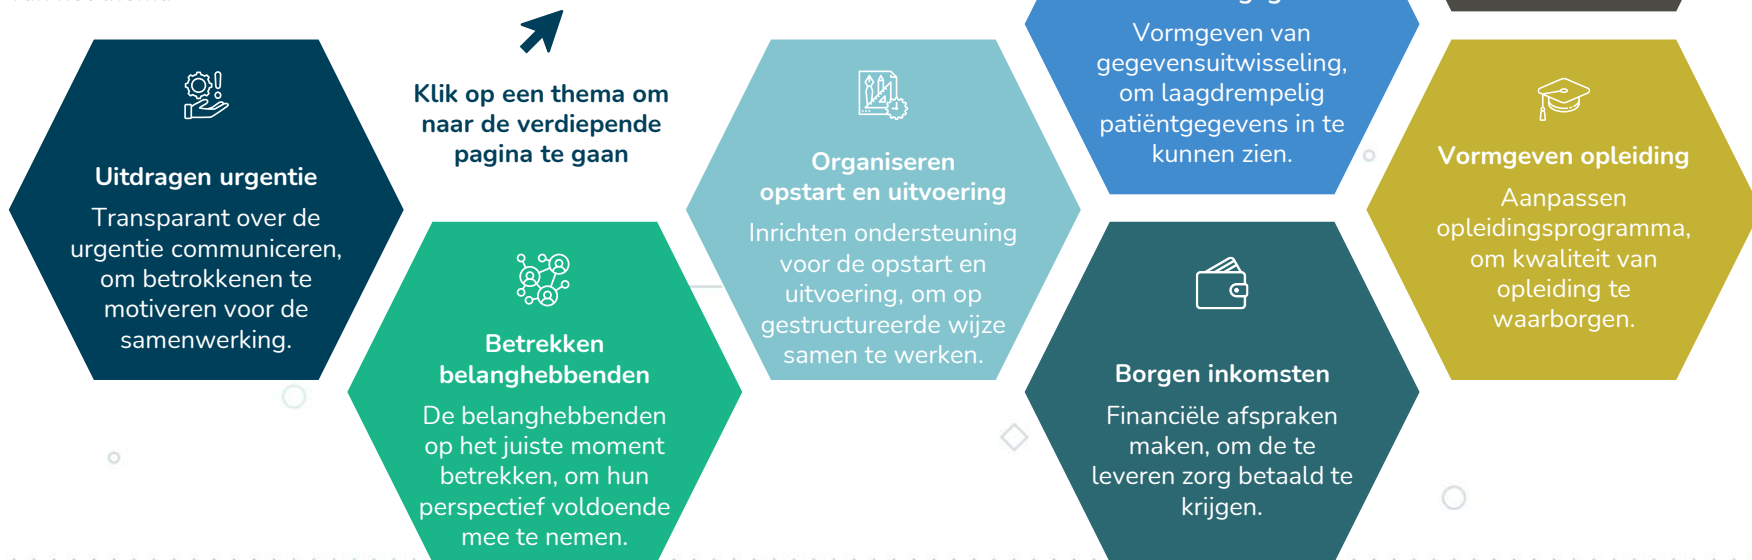 Klik op een thema om
naar de verdiepende
pagina te gaan
Uitdragen urgentie
Transparant over de
urgentie communiceren,
om betrokkenen te
motiveren voor de
samenwerking.
Betrekken
belanghebbenden
De belanghebbenden
op het juiste moment
betrekken, om hun
perspectief voldoende
mee te nemen.
Organiseren
opstart en uitvoering
Inrichten ondersteuning
voor de opstart en
uitvoering, om op
gestructureerde wijze
samen te werken.
Vormgeven van
gegevensuitwisseling,
om laagdrempelig
patiëntgegevens in te
kunnen zien.
Borgen inkomsten
Financiële afspraken
maken, om de te
leveren zorg betaald te
krijgen.
Vormgeven opleiding
Aanpassen
opleidingsprogramma,
om kwaliteit van
opleiding te
waarborgen.